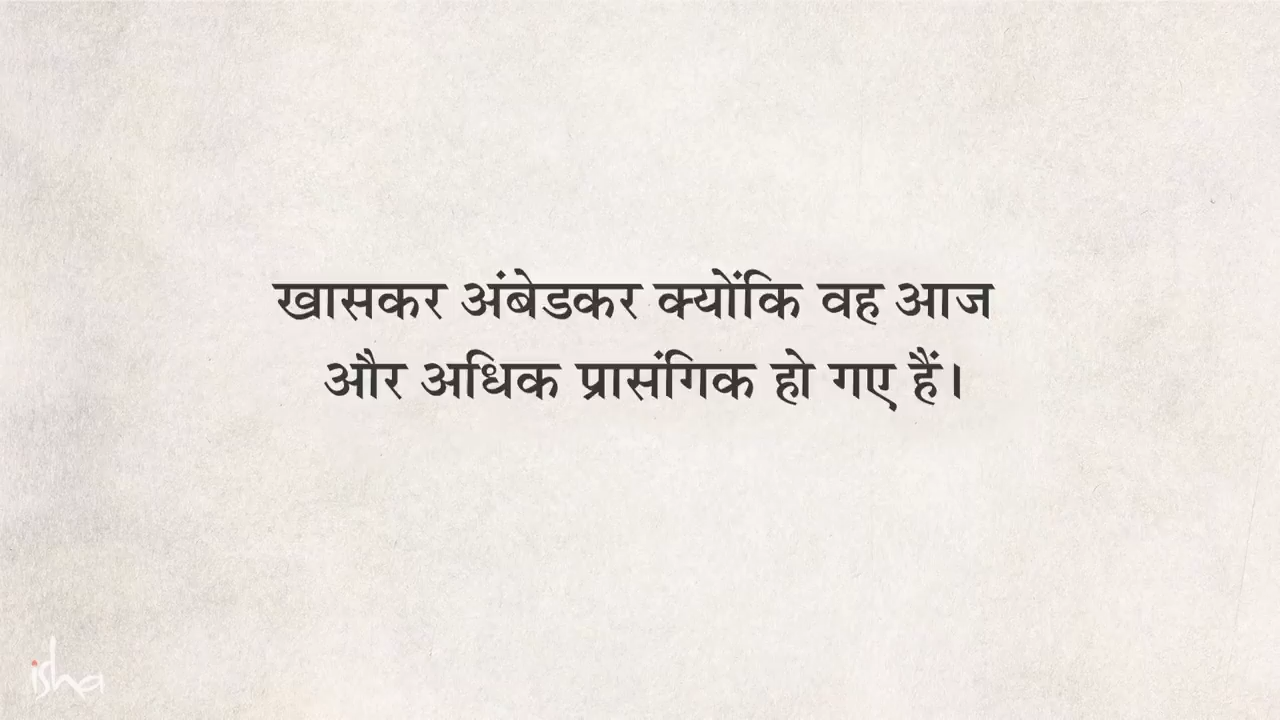 खासकर अंबेडकर क्योंकि वह आज
और अधिक प्रासंगिक हो गए हैं।
isha